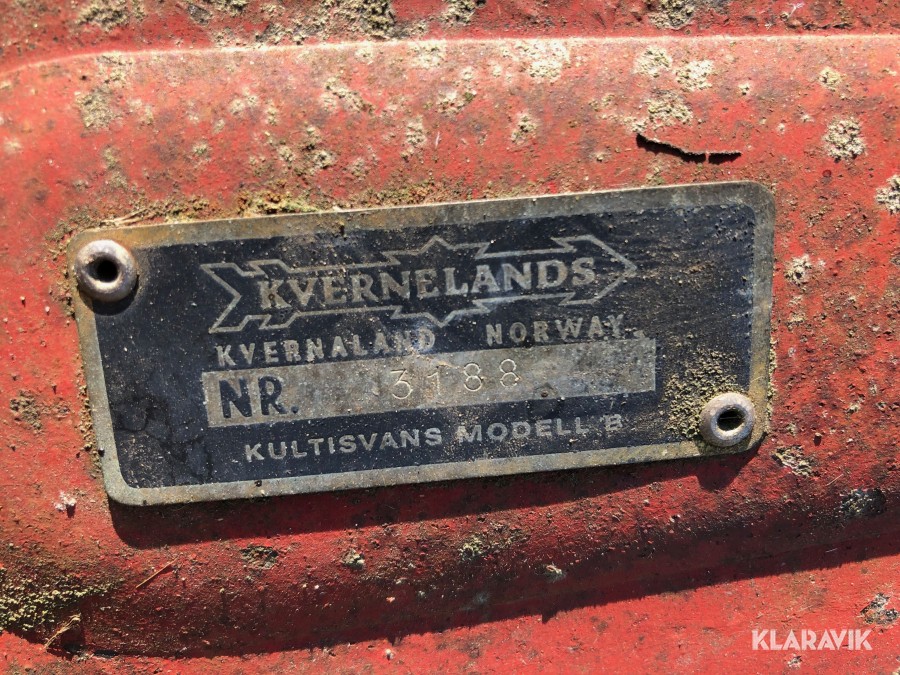 KVERNELANDS
KVERNALAND NORWAY
NR. 3188
KULTISVANS MODELL B
KLARAVIK